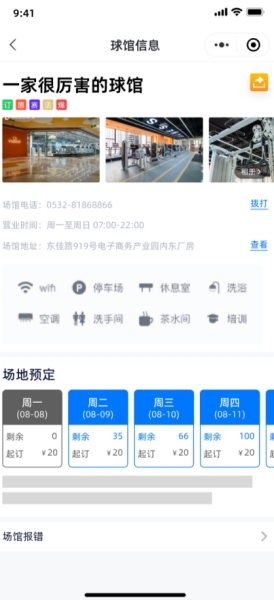 9:41
球馆信息
一家很厉害的球馆
订 惠 赛 活 爆
相册
场馆电话： 0532-81868866 拨打
营业时间： 周一至周日 07:00-22:00
场馆地址： 东佳路919号电子商务产业园内东厂房 查看
wifi 停车场 休息室 洗浴
空调 洗手间 茶水间 培训
场地预定
周一 周二 周三 周四
(08-08) (08-09) (08-10) (08-11)
剩余 0 剩余 35 剩余 66 剩余 100
起订 ¥20 起订 ¥20 起订 ¥20 起订 ¥20
场馆报错